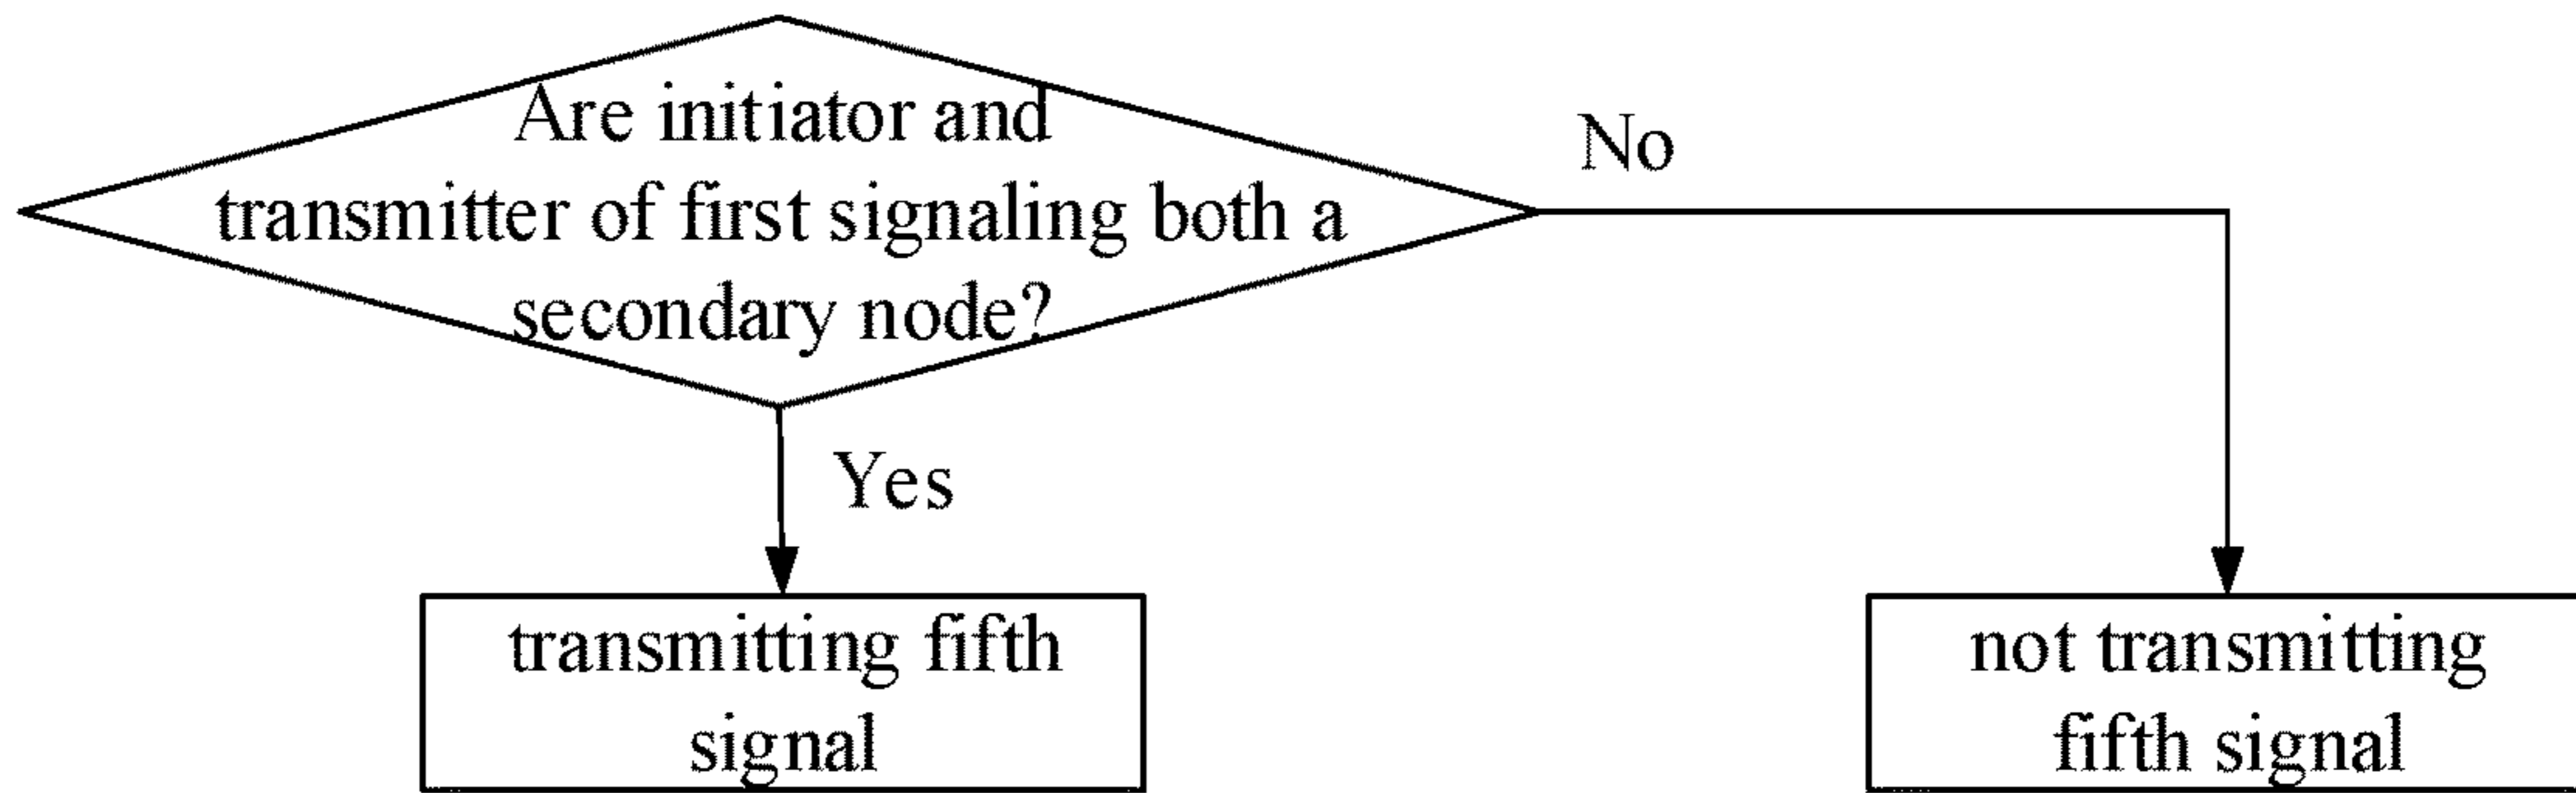 Are initiator and
transmitter of first signaling both a
secondary node?
No
Yes
transmitting fifth
signal
not transmitting
fifth signal